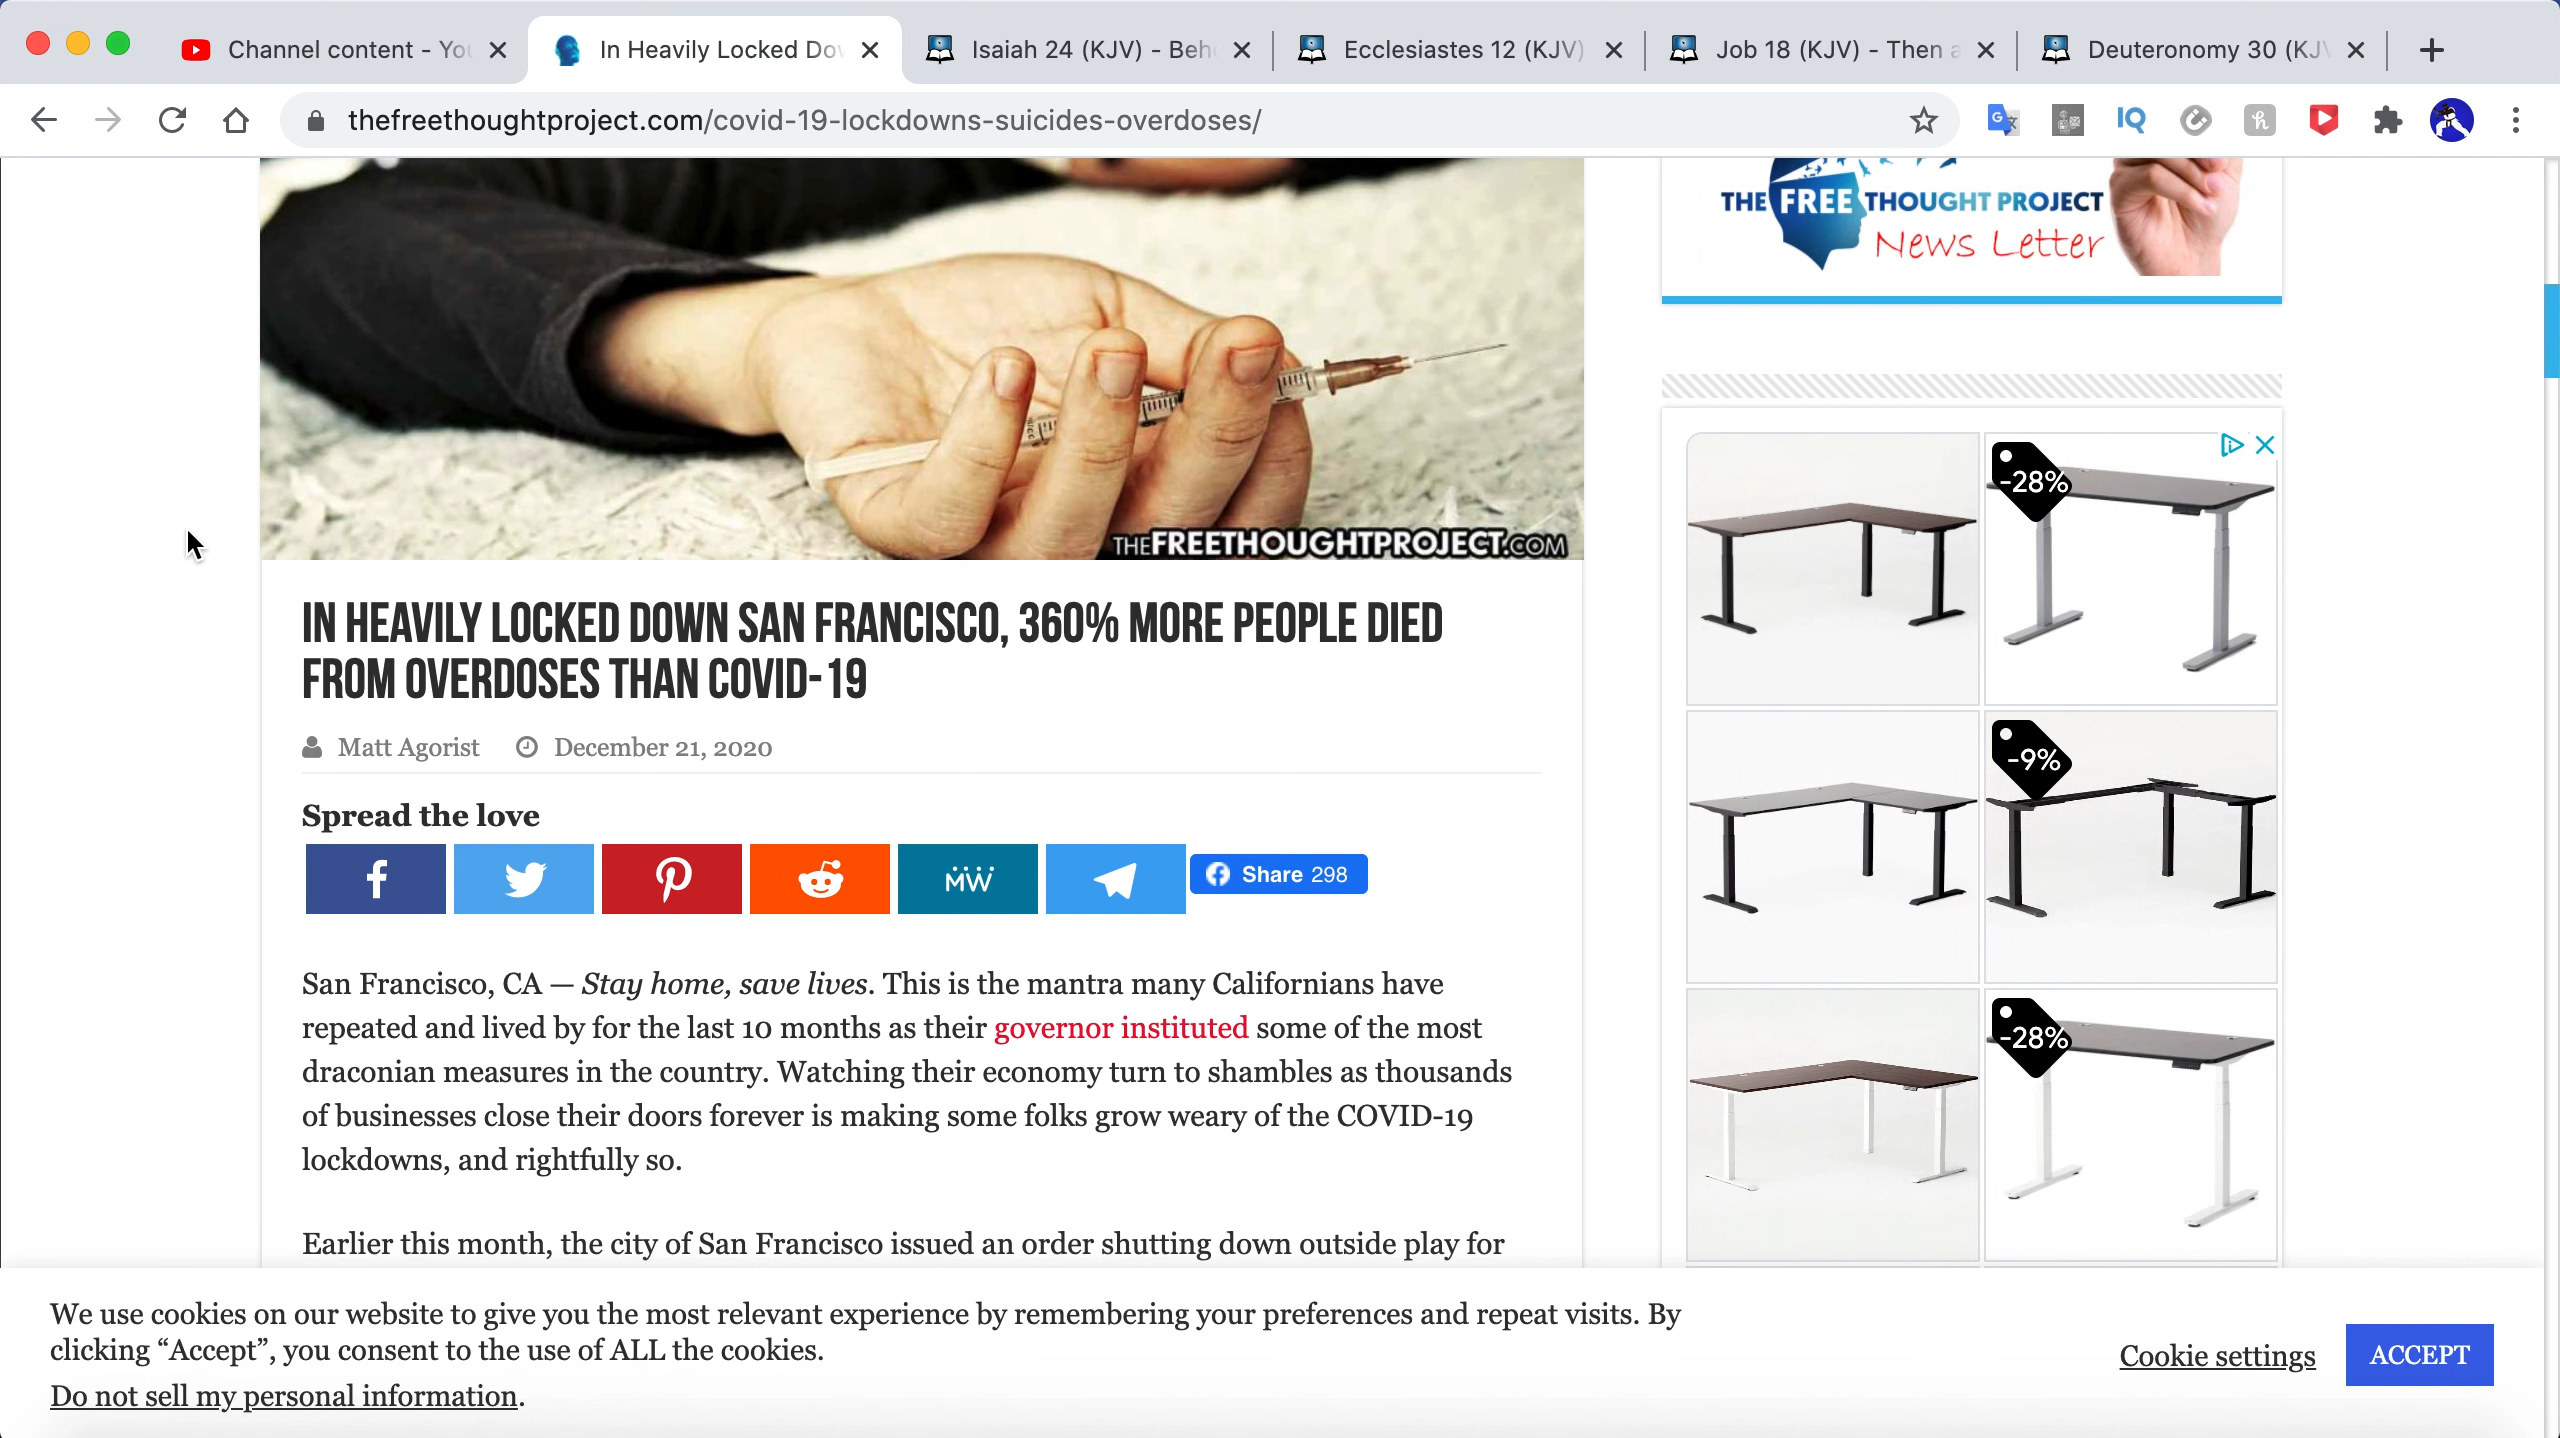 Channel content - You
In Heavily Locked Dow
Isaiah 24 (KJV) - Beh
Ecclesiastes 12 (KJV)
Job 18 (KJV) - Then a
Deuteronomy 30 (KJV
thefreethoughtproject.com/covid-19-lockdowns-suicides-overdoses/
IQ
THE FREE THOUGHT PROJECT
News Letter
THEFREETHOUGHTPROJECT.COM
IN HEAVILY LOCKED DOWN SAN FRANCISCO, 360% MORE PEOPLE DIED
FROM OVERDOSES THAN COVID-19
Matt Agorist December 21, 2020
Spread the love
MW
Share 298
San Francisco, CA — Stay home, save lives. This is the mantra many Californians have
repeated and lived by for the last 10 months as their governor instituted some of the most
draconian measures in the country. Watching their economy turn to shambles as thousands
of businesses close their doors forever is making some folks grow weary of the COVID-19
lockdowns, and rightfully so.
Earlier this month, the city of San Francisco issued an order shutting down outside play for
-28%
-9%
-28%
We use cookies on our website to give you the most relevant experience by remembering your preferences and repeat visits. By
clicking “Accept”, you consent to the use of ALL the cookies.
Do not sell my personal information.
Cookie settings
ACCEPT